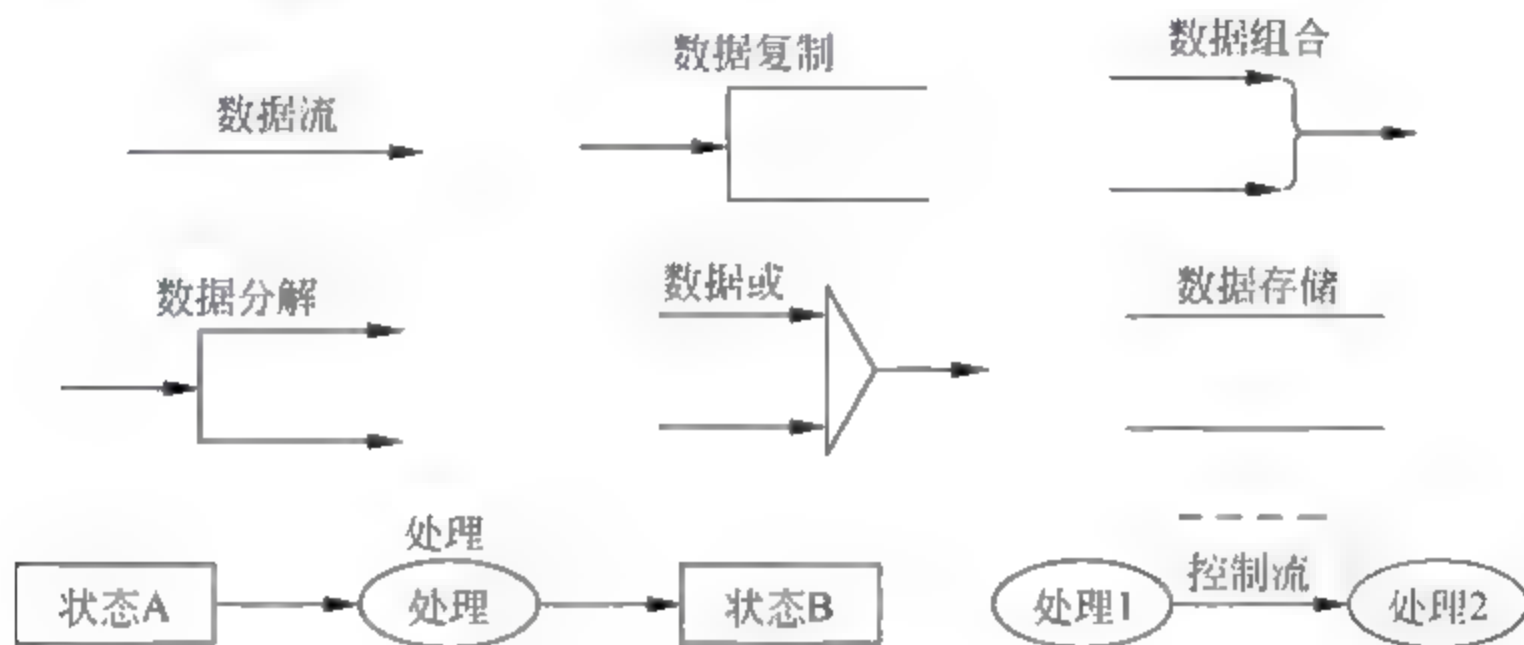 数据流
数据复制
数据组合
数据分解
数据或
数据存储
处理
状态A
处理
状态B
处理1
控制流
处理2